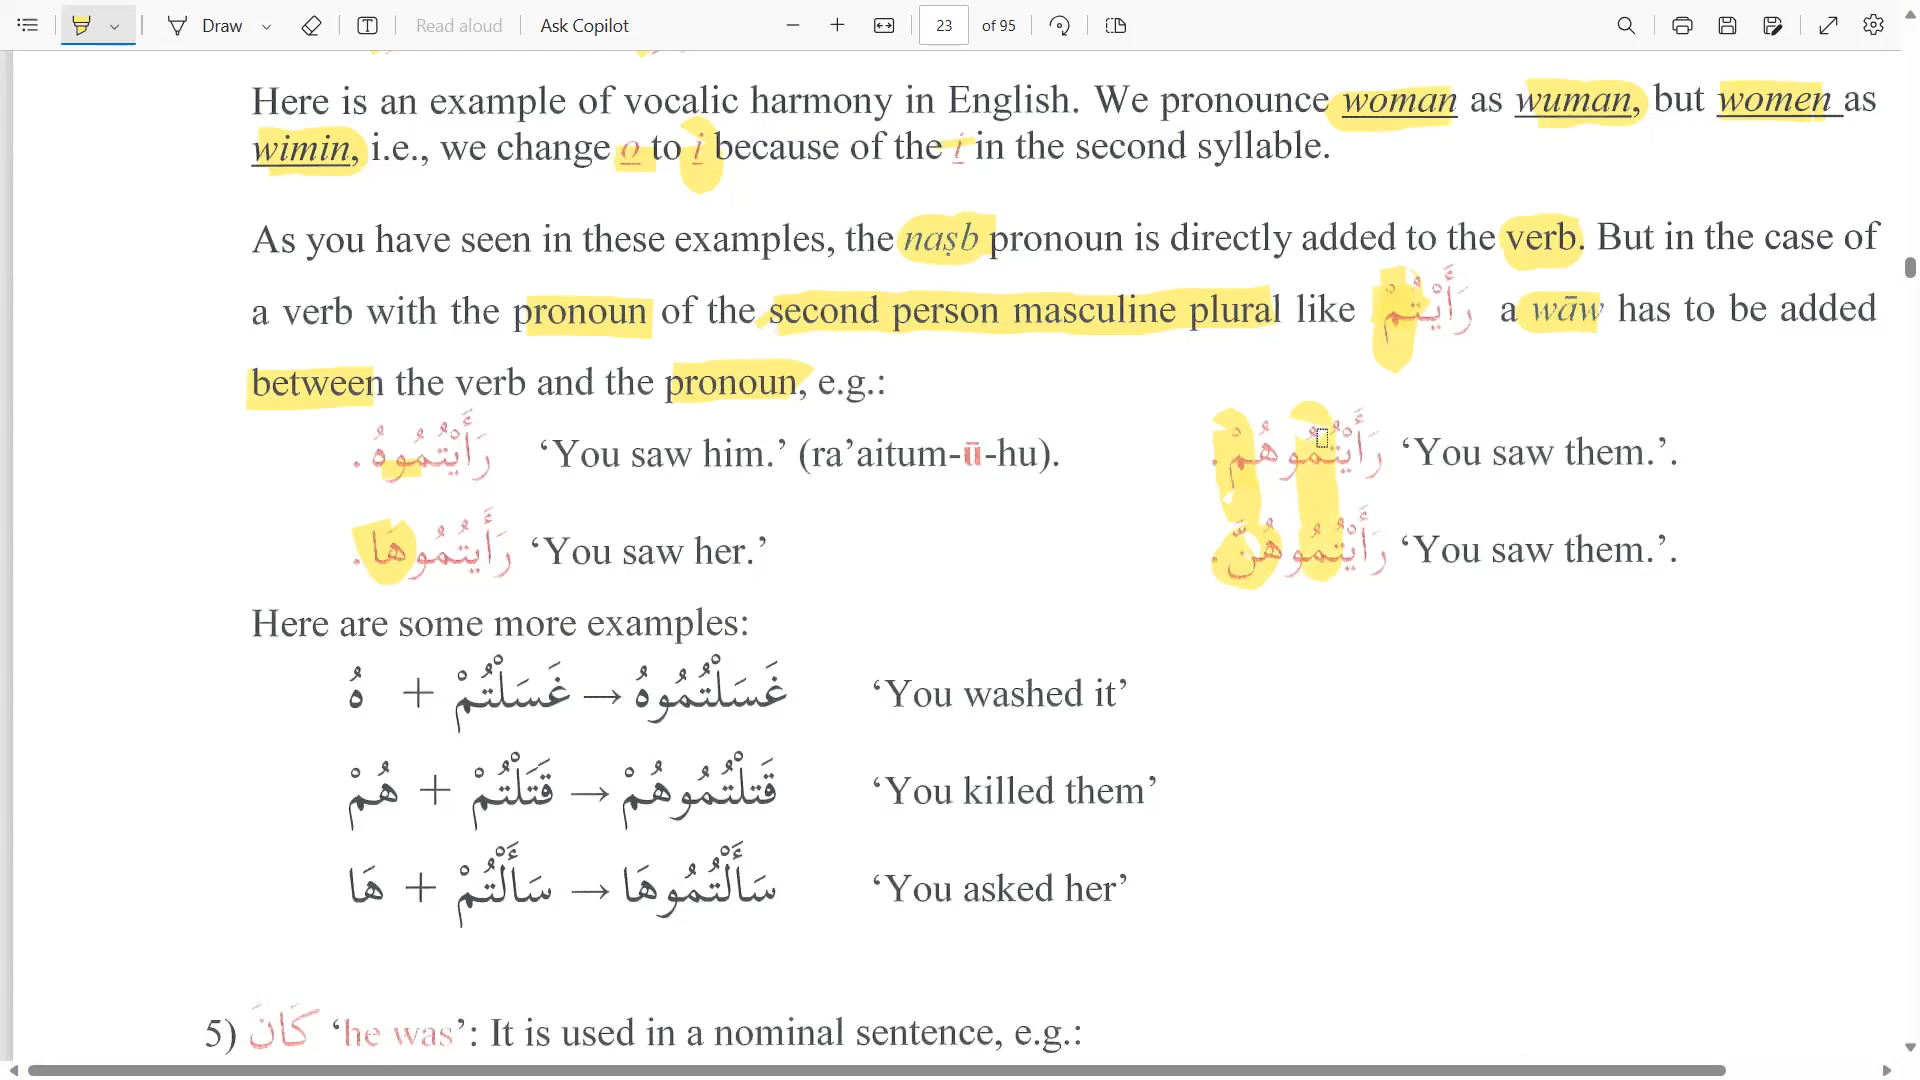 Draw
Read aloud
Ask Copilot
23 of 95
Here is an example of vocalic harmony in English. We pronounce woman as wuman, but women as
wimin, i.e., we change o to i because of the i in the second syllable.
As you have seen in these examples, the naṣb pronoun is directly added to the verb. But in the case of
a verb with the pronoun of the second person masculine plural like رَأَيْتُمْ a wāw has to be added
between the verb and the pronoun, e.g.:
رَأَيْتُمُوهُ . ‘You saw him.’ (ra’aitum-ū-hu). رَأَيْتُمُوهُمْ . ‘You saw them.’.
رَأَيتُمُوهَا . ‘You saw her.’ رَأَيْتُمُوهُنَّ . ‘You saw them.’.
Here are some more examples:
هُ + غَسَلْتُمْ → غَسَلْتُمُوهُ ‘You washed it’
هُمْ + قَتَلْتُمْ → قَتلْتُمُوهُمْ ‘You killed them’
هَا + سَأَلْتُمْ → سَأَلْتُمُوهَا ‘You asked her’
5) كَانَ ‘he was’: It is used in a nominal sentence, e.g.: